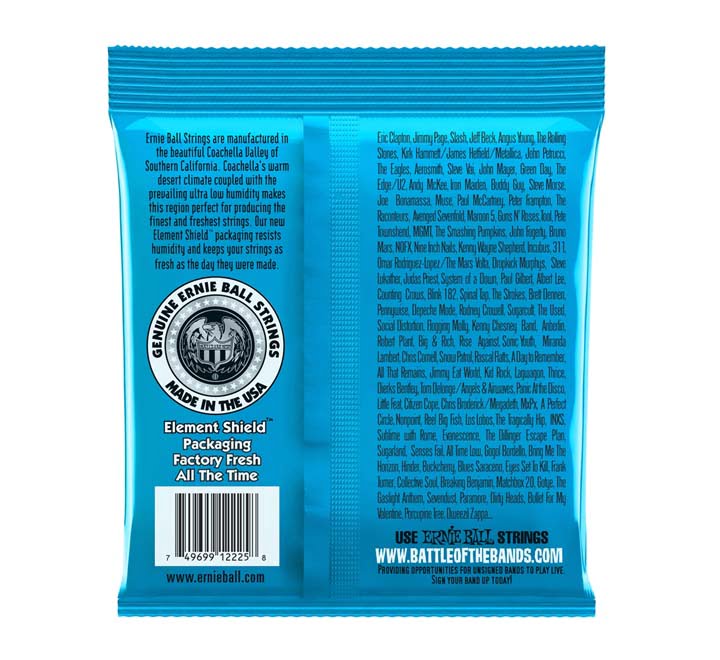 Ernie Ball Strings are manufactured in
the beautiful Coachella Valley of
Southern California. Coachella's warm
desert climate coupled with the
prevailing ultra low humidity makes
this region perfect for producing the
finest and freshest strings. Our new
Element Shield™ packaging resists
humidity and keeps your strings as
fresh as the day they were made.
GENUINE ERNIE BALL STRINGS
MADE IN THE USA
Element Shield™
Packaging
Factory Fresh
All The Time
7 49699 12225 8
www.ernieball.com
Eric Clapton, Jimmy Page, Slash, Jeff Beck, Angus Young, The Rolling
Stones, Kirk Hammett/James Hetfield/Metallica, John Petrucci,
The Eagles, Aerosmith, Steve Vai, John Mayer, Green Day, The
Edge/U2, Andy McKee, Iron Maiden, Buddy Guy, Steve Morse,
Joe Bonamassa, Muse, Paul McCartney, Peter Frampton, The
Raconteurs, Avenged Sevenfold, Maroon 5, Guns N' Roses, Tool, Pete
Townshend, MGMT, The Smashing Pumpkins, John Fogerty, Bruno
Mars, NOFX, Nine Inch Nails, Kenny Wayne Shepherd, Incubus, 311,
Omar Rodriguez-Lopez/The Mars Volta, Dropkick Murphys, Steve
Lukather, Judas Priest, System of a Down, Paul Gilbert, Albert Lee,
Counting Crows, Blink 182, Spinal Tap, The Strokes, Brett Dennen,
Pennywise, Depeche Mode, Rodney Crowell, Sugarcult, The Used,
Social Distortion, Flogging Molly, Kenny Chesney Band, Anberlin,
Robert Plant, Big & Rich, Rise Against, Sonic Youth, Miranda
Lambert, Chris Cornell, Snow Patrol, Rascal Flatts, A Day to Remember,
All That Remains, Jimmy Eat World, Kid Rock, Lagwagon, Thrice,
Dierks Bentley, Tom Delonge/Angels & Airwaves, Panic At the Disco,
Little Feat, Citizen Cope, Chris Broderick/Megadeth, MxPx, A Perfect
Circle, Nonpoint, Reel Big Fish, Los Lobos, The Tragically Hip, INXS,
Sublime with Rome, Evanescence, The Dillinger Escape Plan,
Sugarland, Senses Fail, All Time Low, Gogol Bordello, Bring Me The
Horizon, Hinder, Buckcherry, Blues Saraceno, Eyes Set To Kill, Frank
Turner, Collective Soul, Breaking Benjamin, Matchbox 20, Gotye, The
Gaslight Anthem, Sevendust, Paramore, Dirty Heads, Bullet For My
Valentine, Porcupine Tree, Dweezil Zappa...
USE ERNIE BALL STRINGS
WWW.BATTLEOFTHEBANDS.COM
PROVIDING OPPORTUNITIES FOR UNSIGNED BANDS TO PLAY LIVE.
SIGN YOUR BAND UP TODAY!